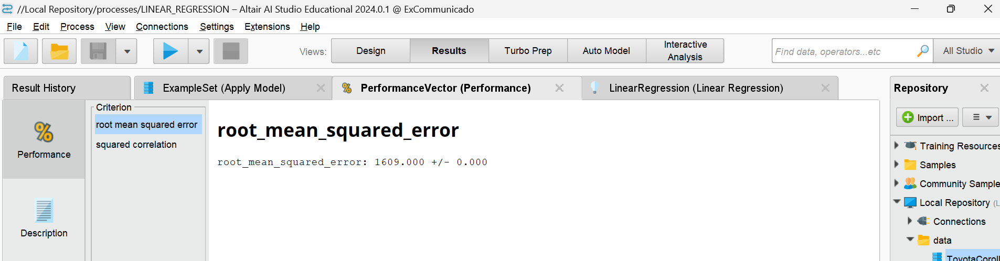 //Local Repository/processes/LINEAR_REGRESSION – Altair AI Studio Educational 2024.0.1 @ ExCommunicado
File Edit Process View Connections Settings Extensions Help
Views: Design Results Turbo Prep Auto Model Interactive Analysis
Find data, operators...etc
All Studio
Result History
ExampleSet (Apply Model)
PerformanceVector (Performance)
LinearRegression (Linear Regression)
Repository
Performance
Description
Criterion
root mean squared error
squared correlation
root_mean_squared_error
root_mean_squared_error: 1609.000 +/- 0.000
Import ...
Training Resources
Samples
Community Sample
Local Repository (L
Connections
data
ToyotaCoroll